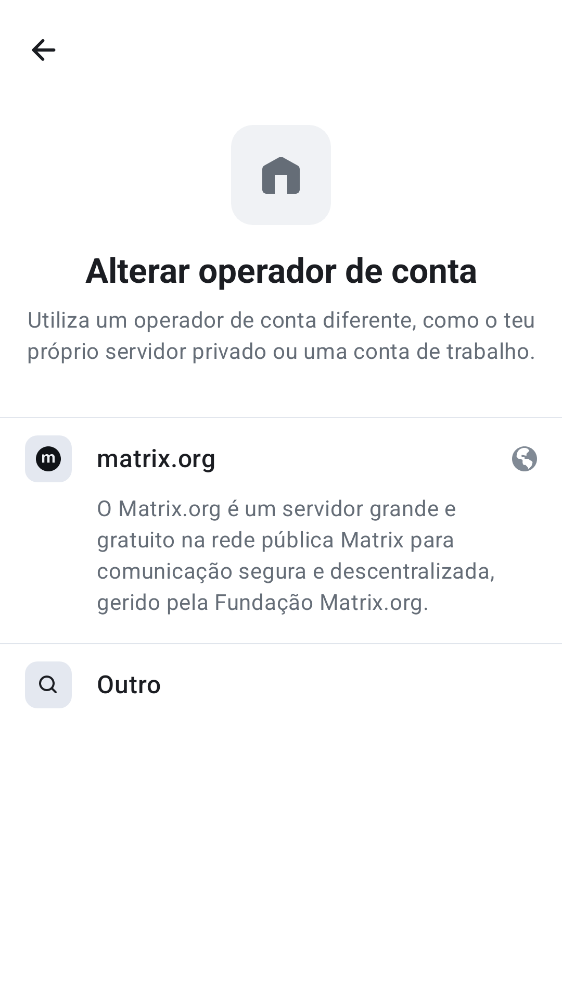 Alterar operador de conta
Utiliza um operador de conta diferente, como o teu
próprio servidor privado ou uma conta de trabalho.
m
matrix.org
O Matrix.org é um servidor grande e
gratuito na rede pública Matrix para
comunicação segura e descentralizada,
gerido pela Fundação Matrix.org.
Outro